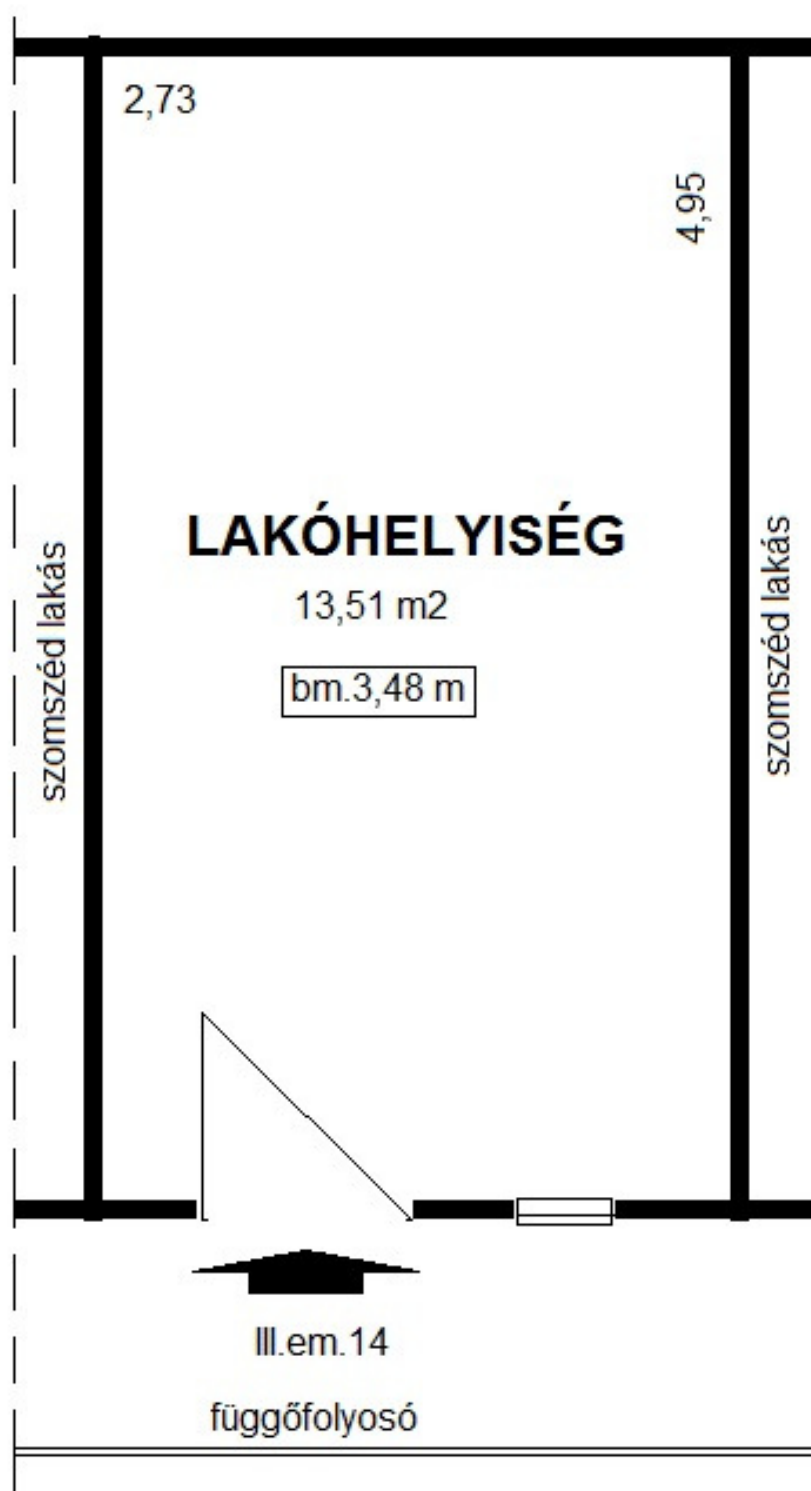 2,73
4,95
LAKÓHELYISÉG
13,51 m2
bm.3,48 m
szomszéd lakás
szomszéd lakás
III.em.14
függőfolyosó